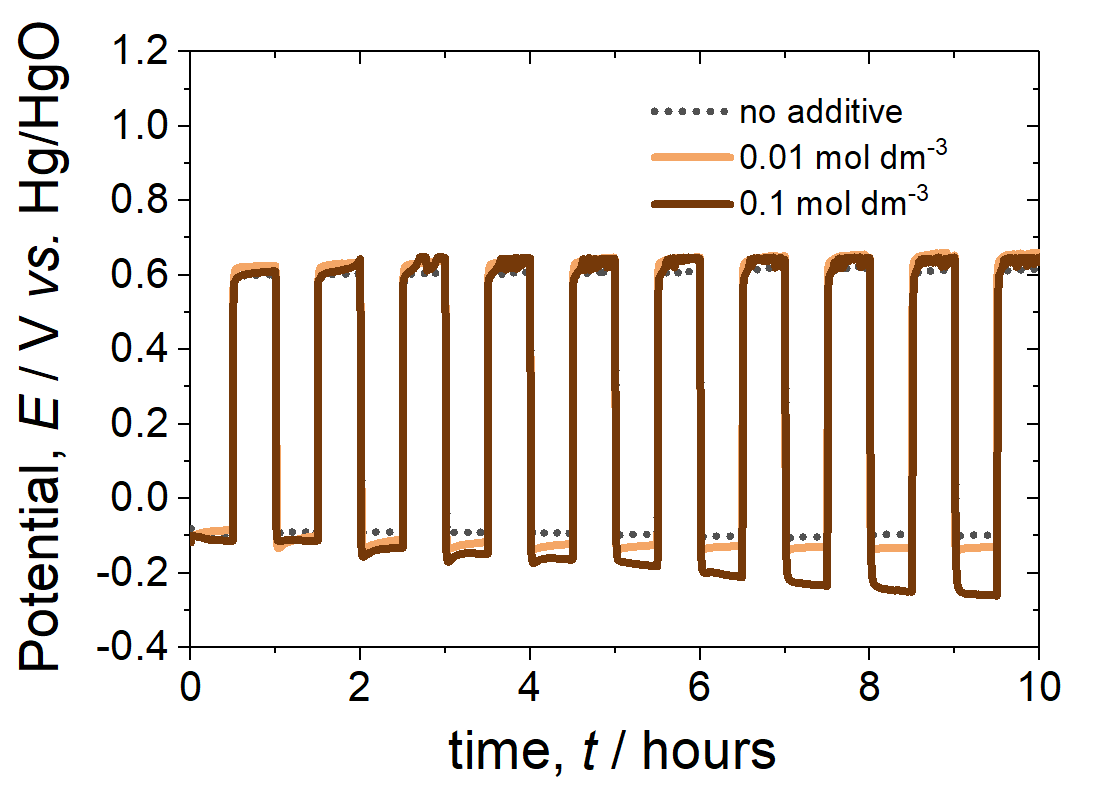 Potential, E / V vs. Hg/HgO
1.2
1.0
0.8
0.6
0.4
0.2
0.0
-0.2
-0.4
no additive
0.01 mol dm-3
0.1 mol dm-3
0 2 4 6 8 10
time, t / hours